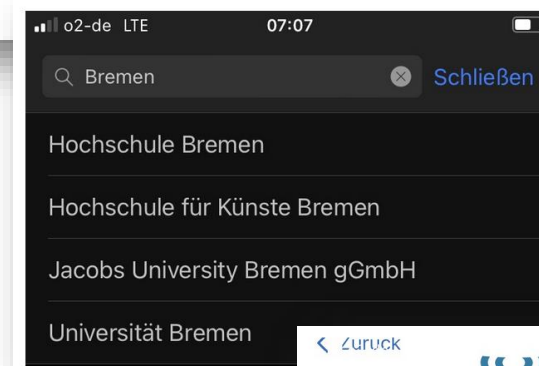 o2-de LTE 07:07
Bremen Schließen
Hochschule Bremen
Hochschule für Künste Bremen
Jacobs University Bremen gGmbH
Universität Bremen
Zurück